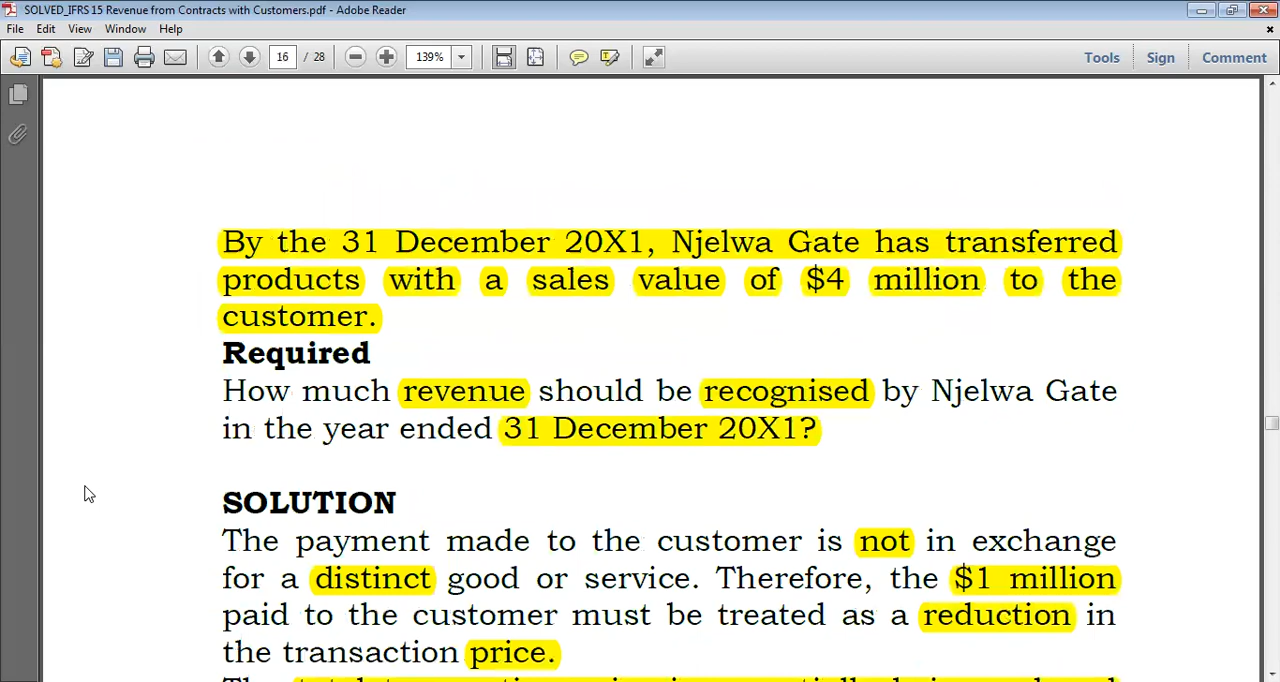 SOLVED_IFRS 15 Revenue from Contracts with Customers.pdf - Adobe Reader
File Edit View Window Help
16 / 28 139% Tools Sign Comment
By the 31 December 20X1, Njelwa Gate has transferred
products with a sales value of $4 million to the
customer.
Required
How much revenue should be recognised by Njelwa Gate
in the year ended 31 December 20X1?
SOLUTION
The payment made to the customer is not in exchange
for a distinct good or service. Therefore, the $1 million
paid to the customer must be treated as a reduction in
the transaction price.